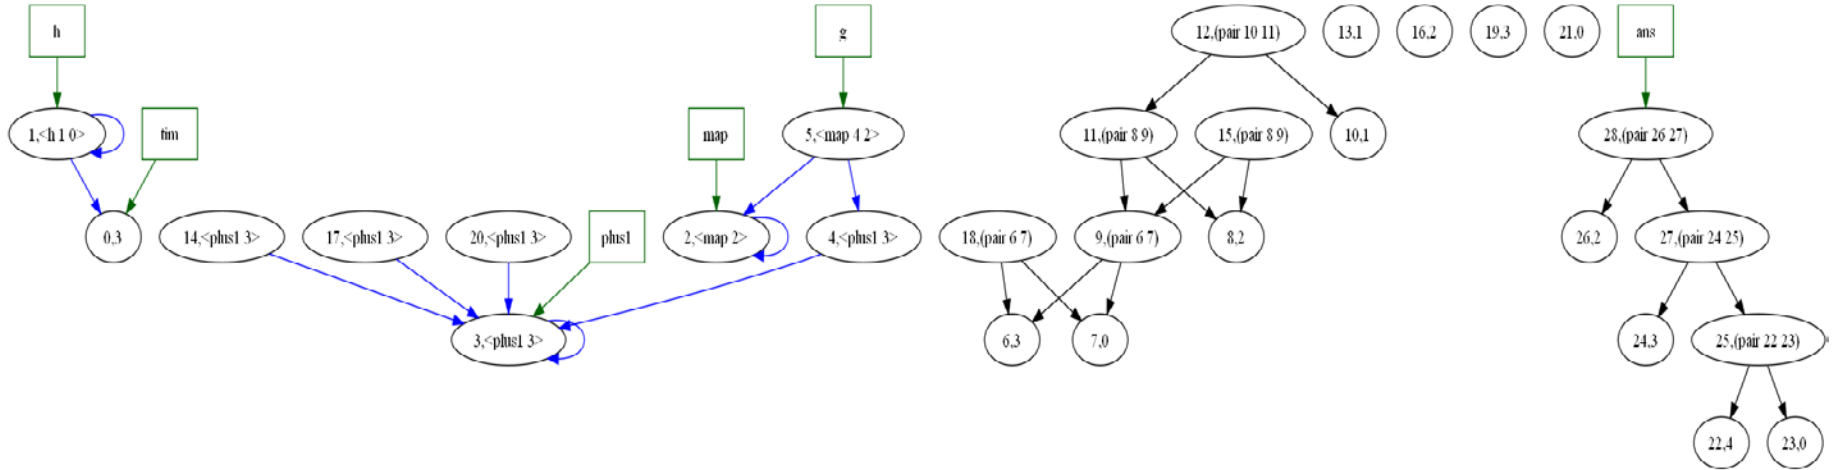 h
g
12,(pair 10 11)
13,1
16,2
19,3
21,0
ans
1,<h 1 0>
tim
map
5,<map 4 2>
11,(pair 8 9)
15,(pair 8 9)
10,1
28,(pair 26 27)
0,3
14,<plus1 3>
17,<plus1 3>
20,<plus1 3>
plus1
2,<map 2>
4,<plus1 3>
18,(pair 6 7)
9,(pair 6 7)
8,2
26,2
27,(pair 24 25)
3,<plus1 3>
6,3
7,0
24,3
25,(pair 22 23)
22,4
23,0